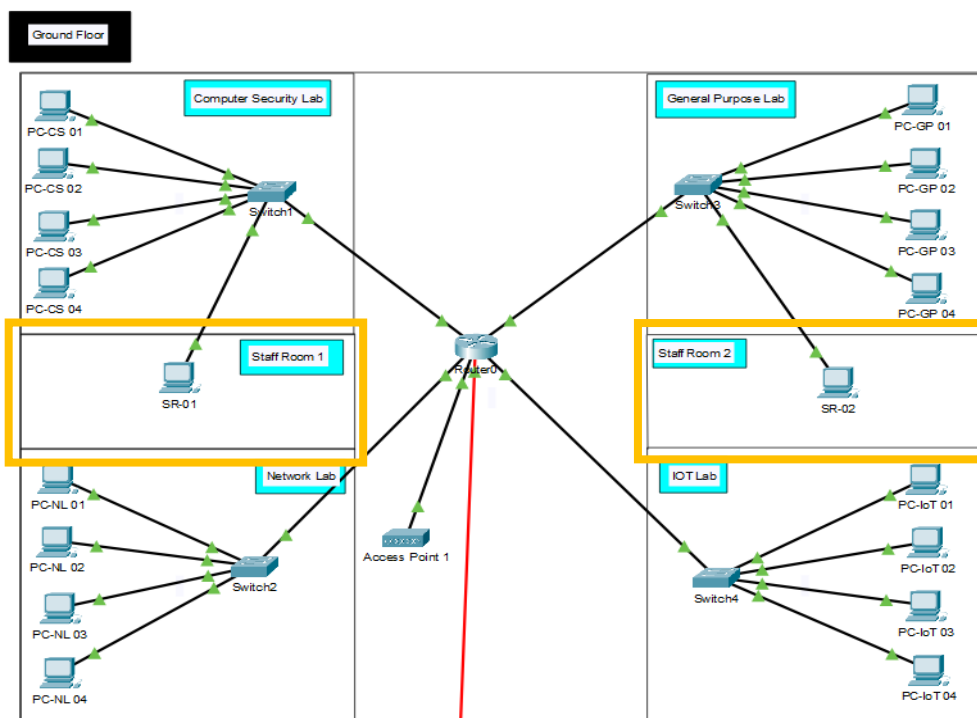 Ground Floor
Computer Security Lab
General Purpose Lab
PC-CS 01
PC-CS 02
PC-CS 03
PC-CS 04
Switch1
Switch3
PC-GP 01
PC-GP 02
PC-GP 03
PC-GP 04
Staff Room 1
SR-01
Router0
Staff Room 2
SR-02
Network Lab
IOT Lab
PC-NL 01
PC-NL 02
PC-NL 03
PC-NL 04
Switch2
Access Point 1
Switch4
PC-IoT 01
PC-IoT 02
PC-IoT 03
PC-IoT 04